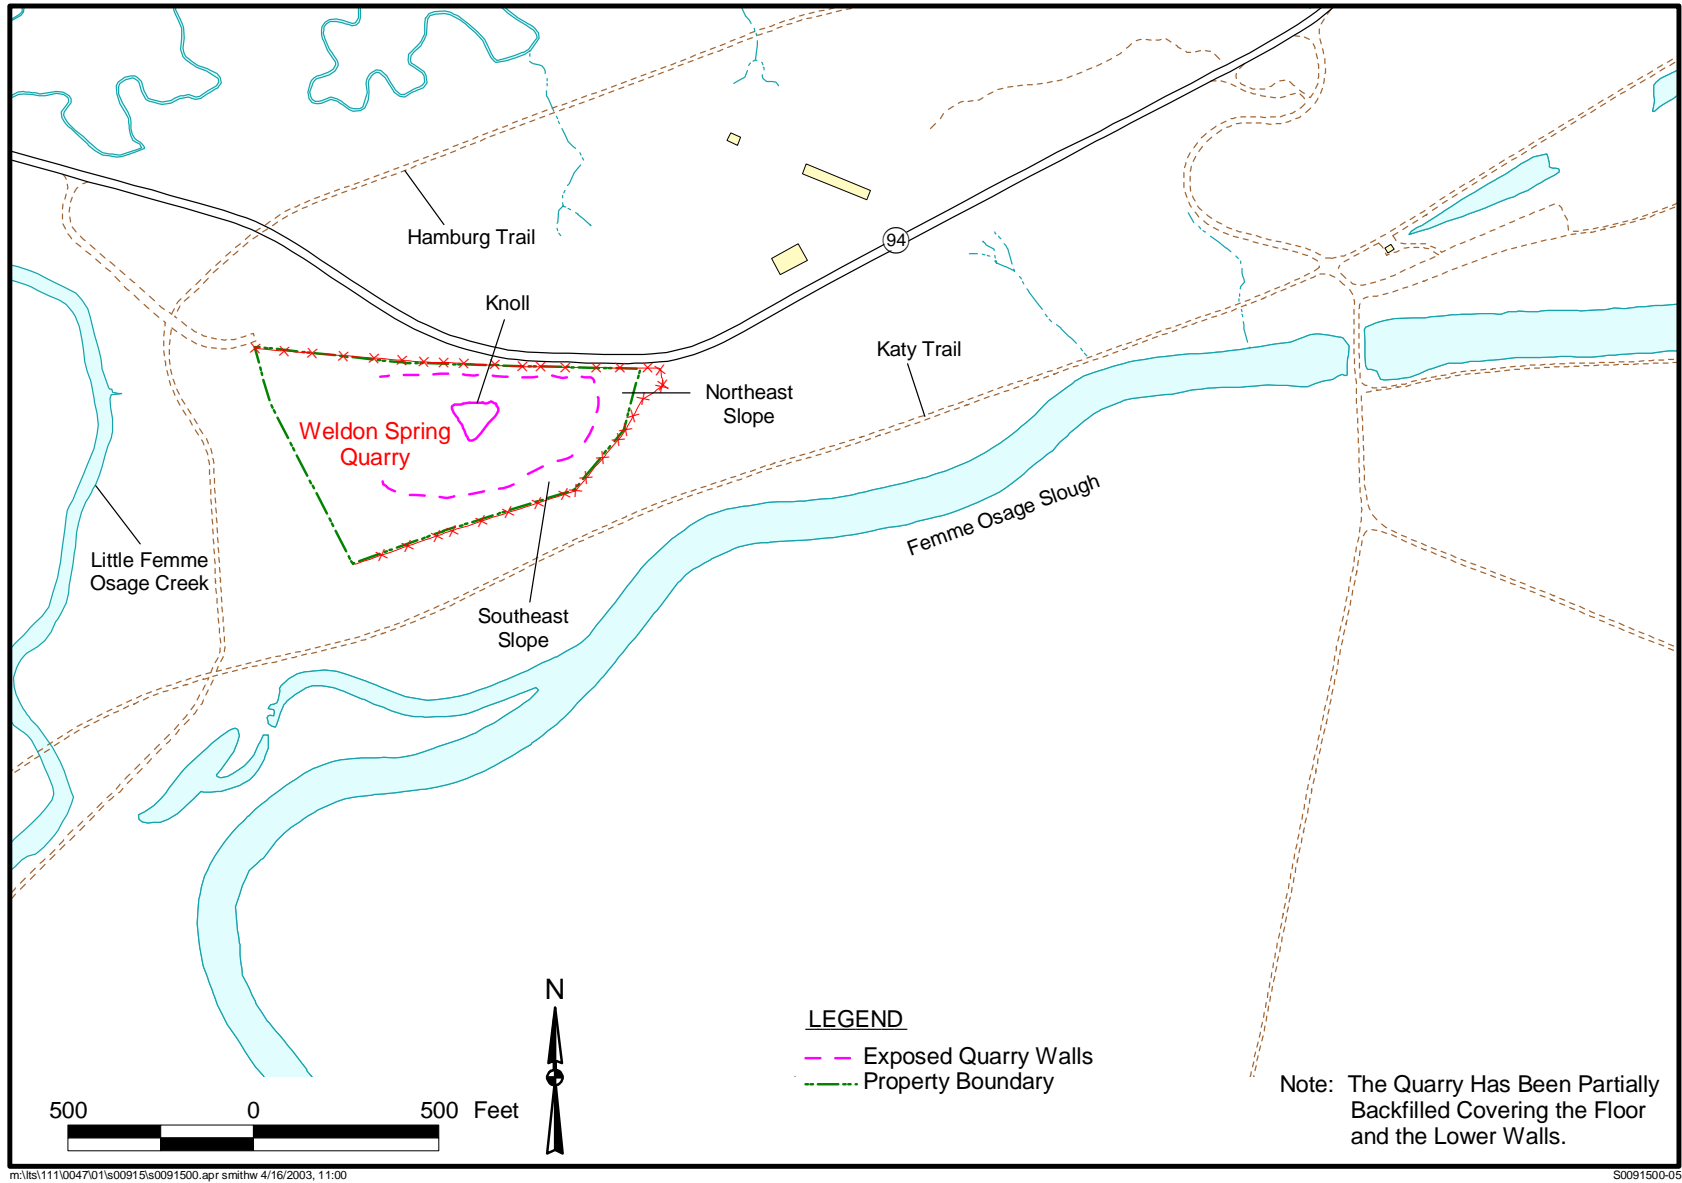 Hamburg Trail
94
Knoll
Katy Trail
Northeast
Slope
Weldon Spring
Quarry
Femme Osage Slough
Little Femme
Osage Creek
Southeast
Slope
N
LEGEND
Exposed Quarry Walls
Property Boundary
500 0 500 Feet
Note: The Quarry Has Been Partially
Backfilled Covering the Floor
and the Lower Walls.
m:\lts\111\0047\01\s00915\s0091500.apr smithw 4/16/2003, 11:00
S0091500-05